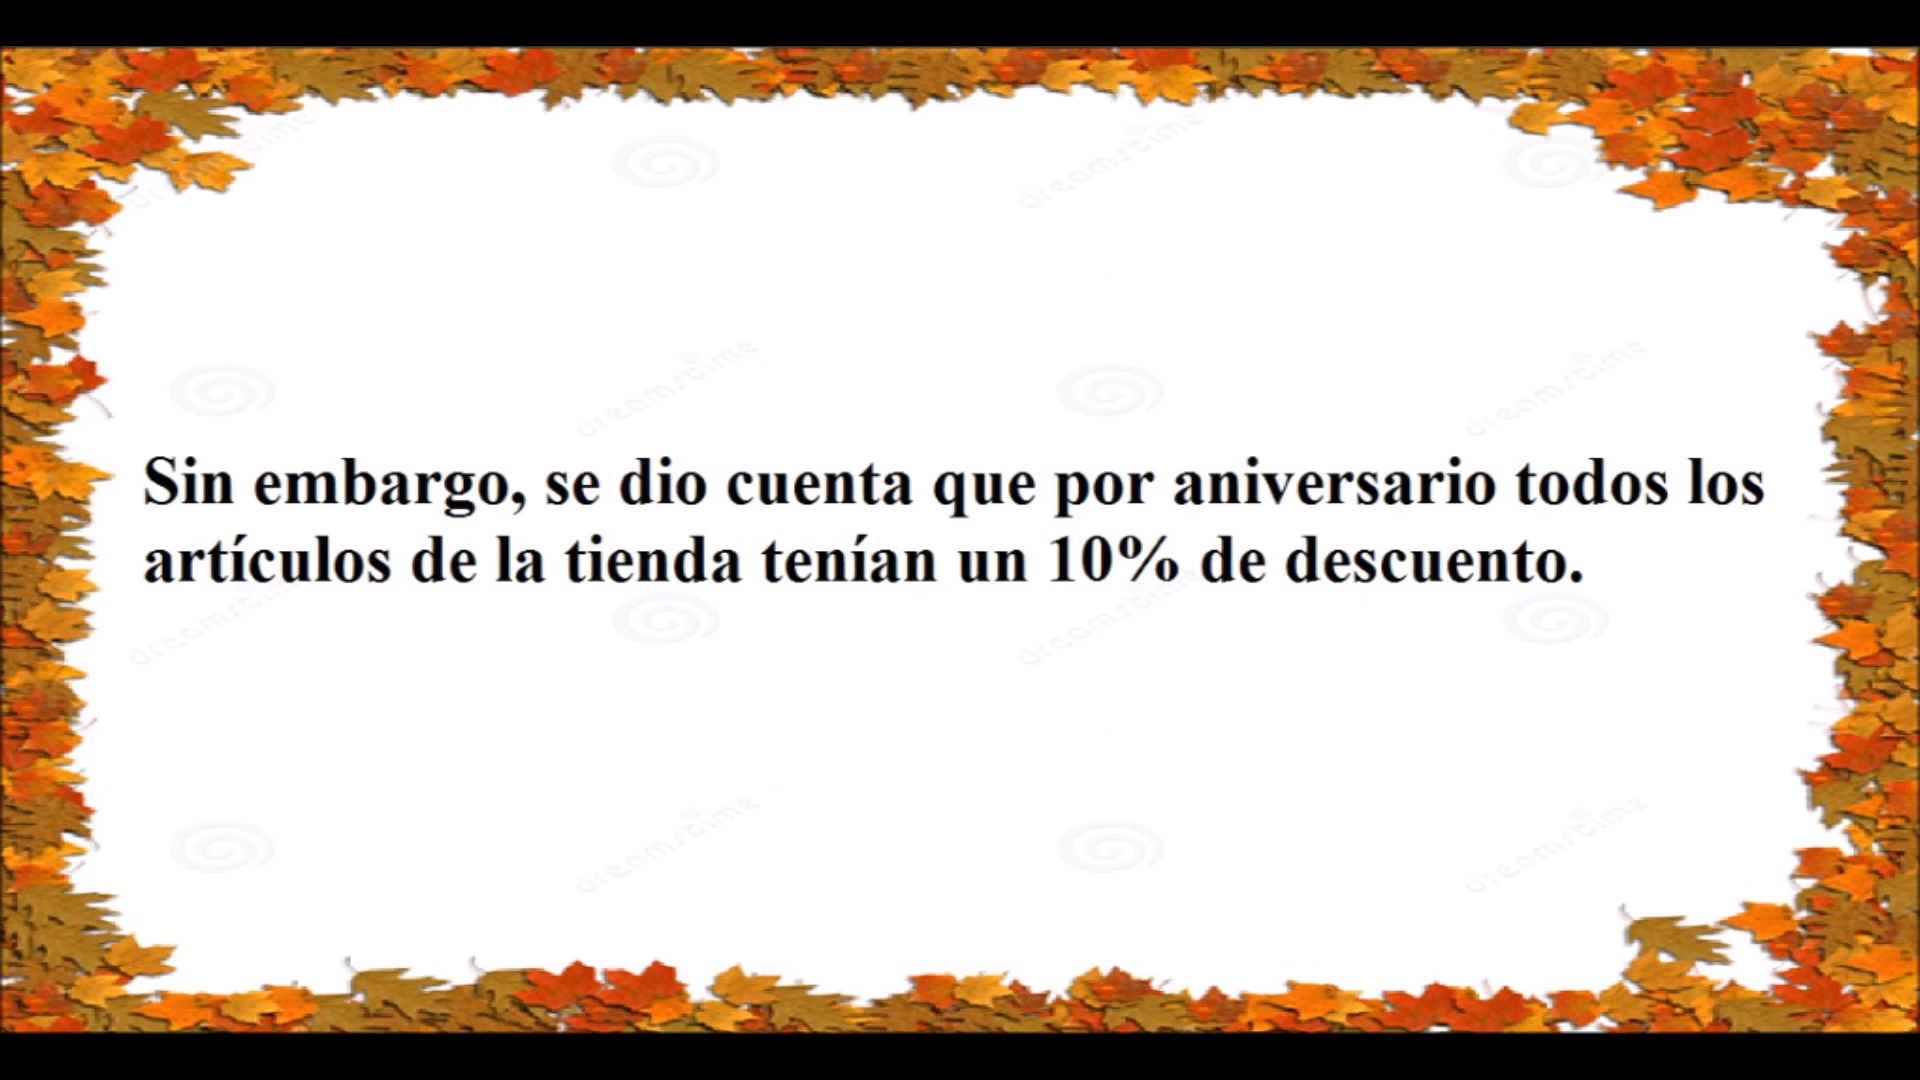 Sin embargo, se dio cuenta que por aniversario todos los
artículos de la tienda tenían un 10% de descuento.
dreamstime